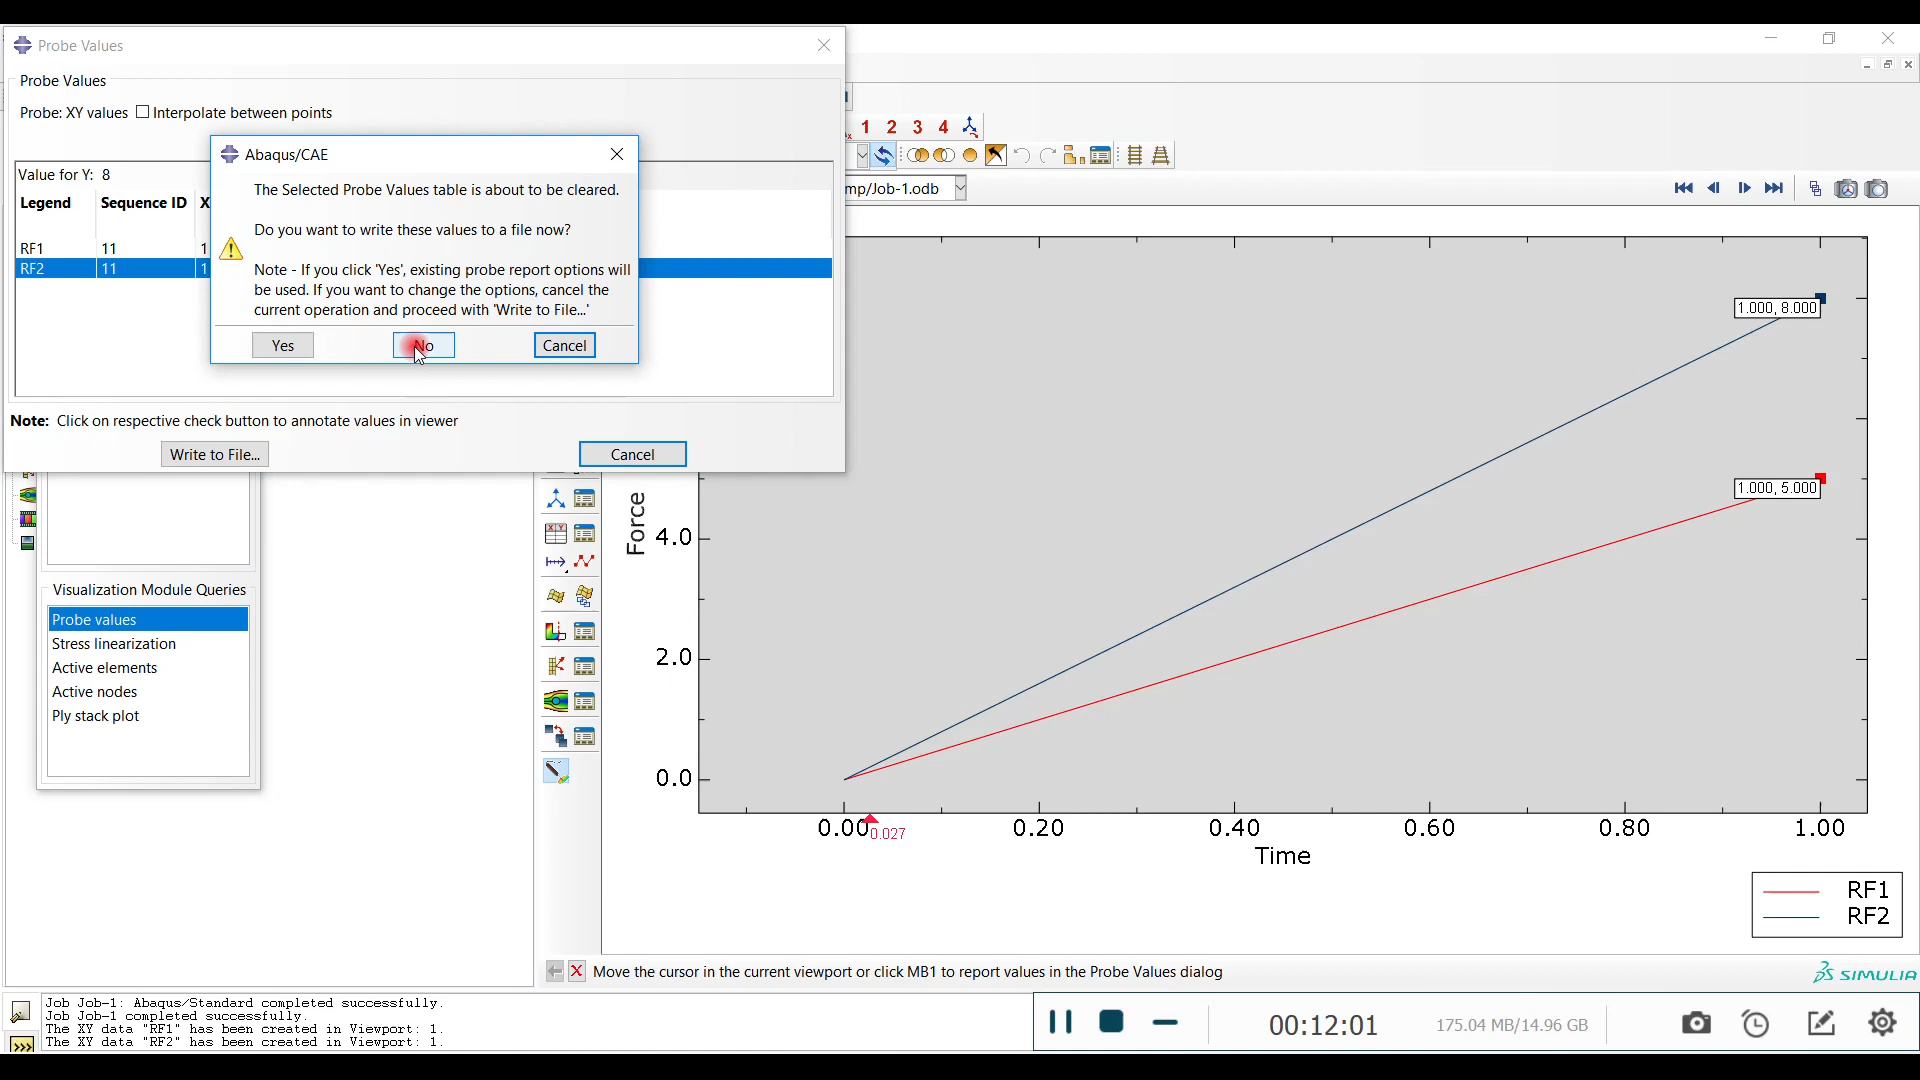 Probe Values
Probe Values
Probe: XY values Interpolate between points
Value for Y: 8
Legend Sequence ID X
RF1 11 1
RF2 11 1
Abaqus/CAE
The Selected Probe Values table is about to be cleared.
Do you want to write these values to a file now?
Note - If you click 'Yes', existing probe report options will
be used. If you want to change the options, cancel the
current operation and proceed with 'Write to File...'
Yes No Cancel
Note: Click on respective check button to annotate values in viewer
Write to File... Cancel
1 2 3 4
mp/Job-1.odb
Visualization Module Queries
Probe values
Stress linearization
Active elements
Active nodes
Ply stack plot
X Y
1.000, 8.000
1.000, 5.000
Force
4.0
2.0
0.0
0.00 0.20 0.40 0.60 0.80 1.00
0.027
Time
RF1
RF2
Move the cursor in the current viewport or click MB1 to report values in the Probe Values dialog
SIMULIA
Job Job-1: Abaqus/Standard completed successfully.
Job Job-1 completed successfully.
The XY data "RF1" has been created in Viewport: 1.
The XY data "RF2" has been created in Viewport: 1.
>>>
00:12:01 175.04 MB/14.96 GB